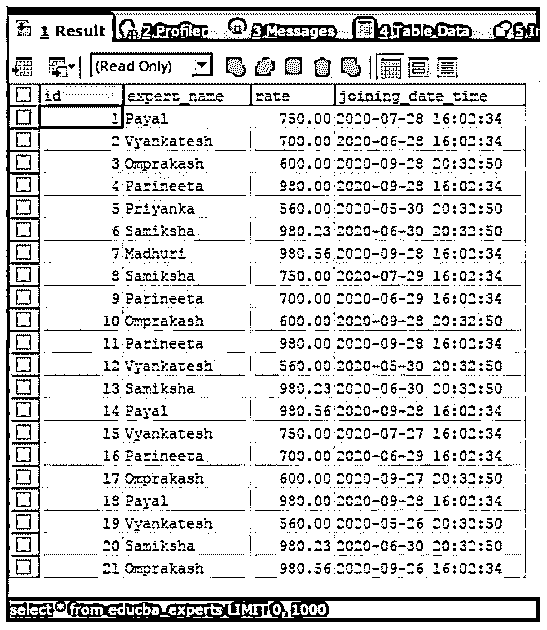 1 Result 2 Profiler 3 Messages 4 Table Data 5 In
(Read Only)
id expert_name rate joining_date_time
1 Payal 750.00 2020-07-28 16:02:34
2 Vyankatesh 700.00 2020-06-28 16:02:34
3 Omprakash 600.00 2020-09-28 20:32:50
4 Parineeta 980.00 2020-09-28 16:02:34
5 Priyanka 560.00 2020-05-30 20:32:50
6 Samiksha 980.23 2020-06-30 20:32:50
7 Madhuri 980.56 2020-09-28 16:02:34
8 Samiksha 750.00 2020-07-29 16:02:34
9 Parineeta 700.00 2020-06-29 16:02:34
10 Omprakash 600.00 2020-09-28 20:32:50
11 Parineeta 980.00 2020-09-28 16:02:34
12 Vyankatesh 560.00 2020-05-30 20:32:50
13 Samiksha 980.23 2020-06-30 20:32:50
14 Payal 980.56 2020-09-28 16:02:34
15 Vyankatesh 750.00 2020-07-27 16:02:34
16 Parineeta 700.00 2020-06-29 16:02:34
17 Omprakash 600.00 2020-09-27 20:32:50
18 Payal 980.00 2020-09-28 16:02:34
19 Vyankatesh 560.00 2020-05-26 20:32:50
20 Samiksha 980.23 2020-06-30 20:32:50
21 Omprakash 980.56 2020-09-26 16:02:34
select * from educba_experts LIMIT 0, 1000